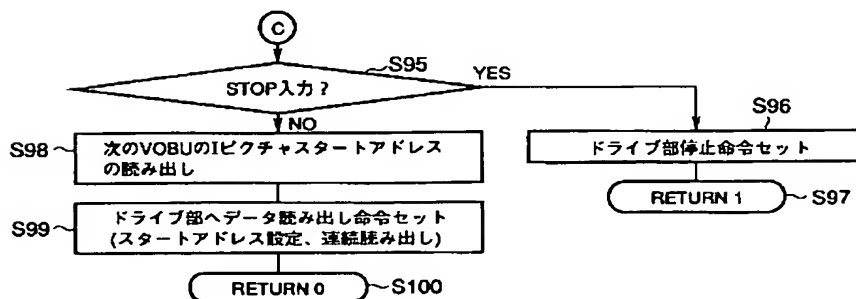 C
STOP入力?
S95
YES
NO
S96
S98
次のVOBUのIピクチャスタートアドレス
の読み出し
ドライブ部停止命令セット
RETURN 1
S97
S99
ドライブ部へデータ読み出し命令セット
(スタートアドレス設定、連続読み出し)
RETURN 0
S100